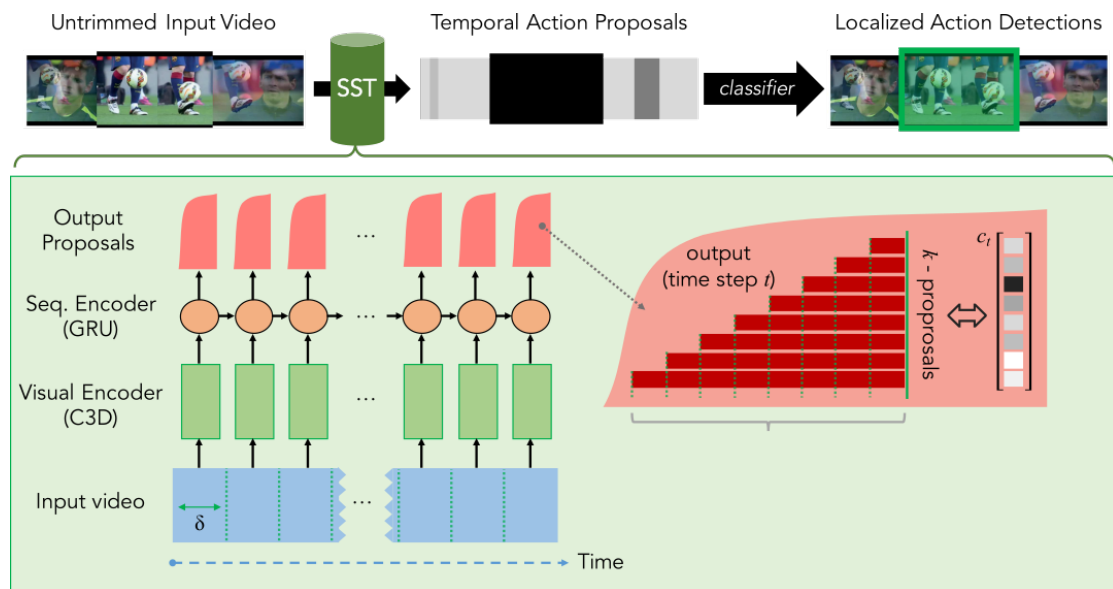 Untrimmed Input Video
Temporal Action Proposals
Localized Action Detections
SST
classifier
Output
Proposals
...
output
(time step t)
k - proprosals
c_t
Seq. Encoder
(GRU)
...
Visual Encoder
(C3D)
...
Input video
...
δ
Time